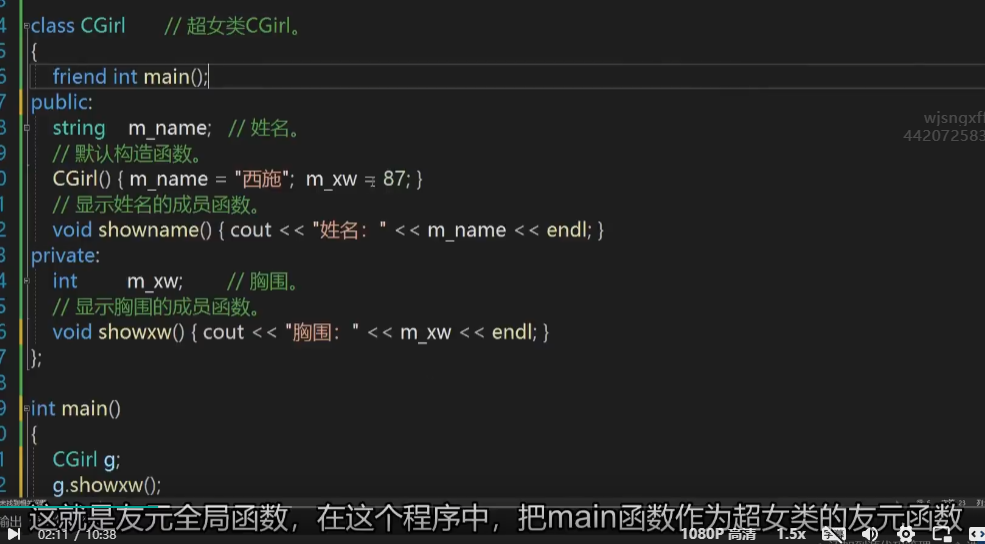 class CGirl // 超女类CGirl。
{
friend int main();
public:
string m_name; // 姓名。
// 默认构造函数。
CGirl() { m_name = "西施"; m_xw = 87; }
// 显示姓名的成员函数。
void showname() { cout << "姓名：" << m_name << endl; }
private:
int m_xw; // 胸围。
// 显示胸围的成员函数。
void showxw() { cout << "胸围：" << m_xw << endl; }
};
int main()
{
CGirl g;
g.showxw();
wjsngxff
442072583
输出
这就是友元全局函数，在这个程序中，把main函数作为超女类的友元函数
02:11 / 10:38
1080P 高清
1.5x